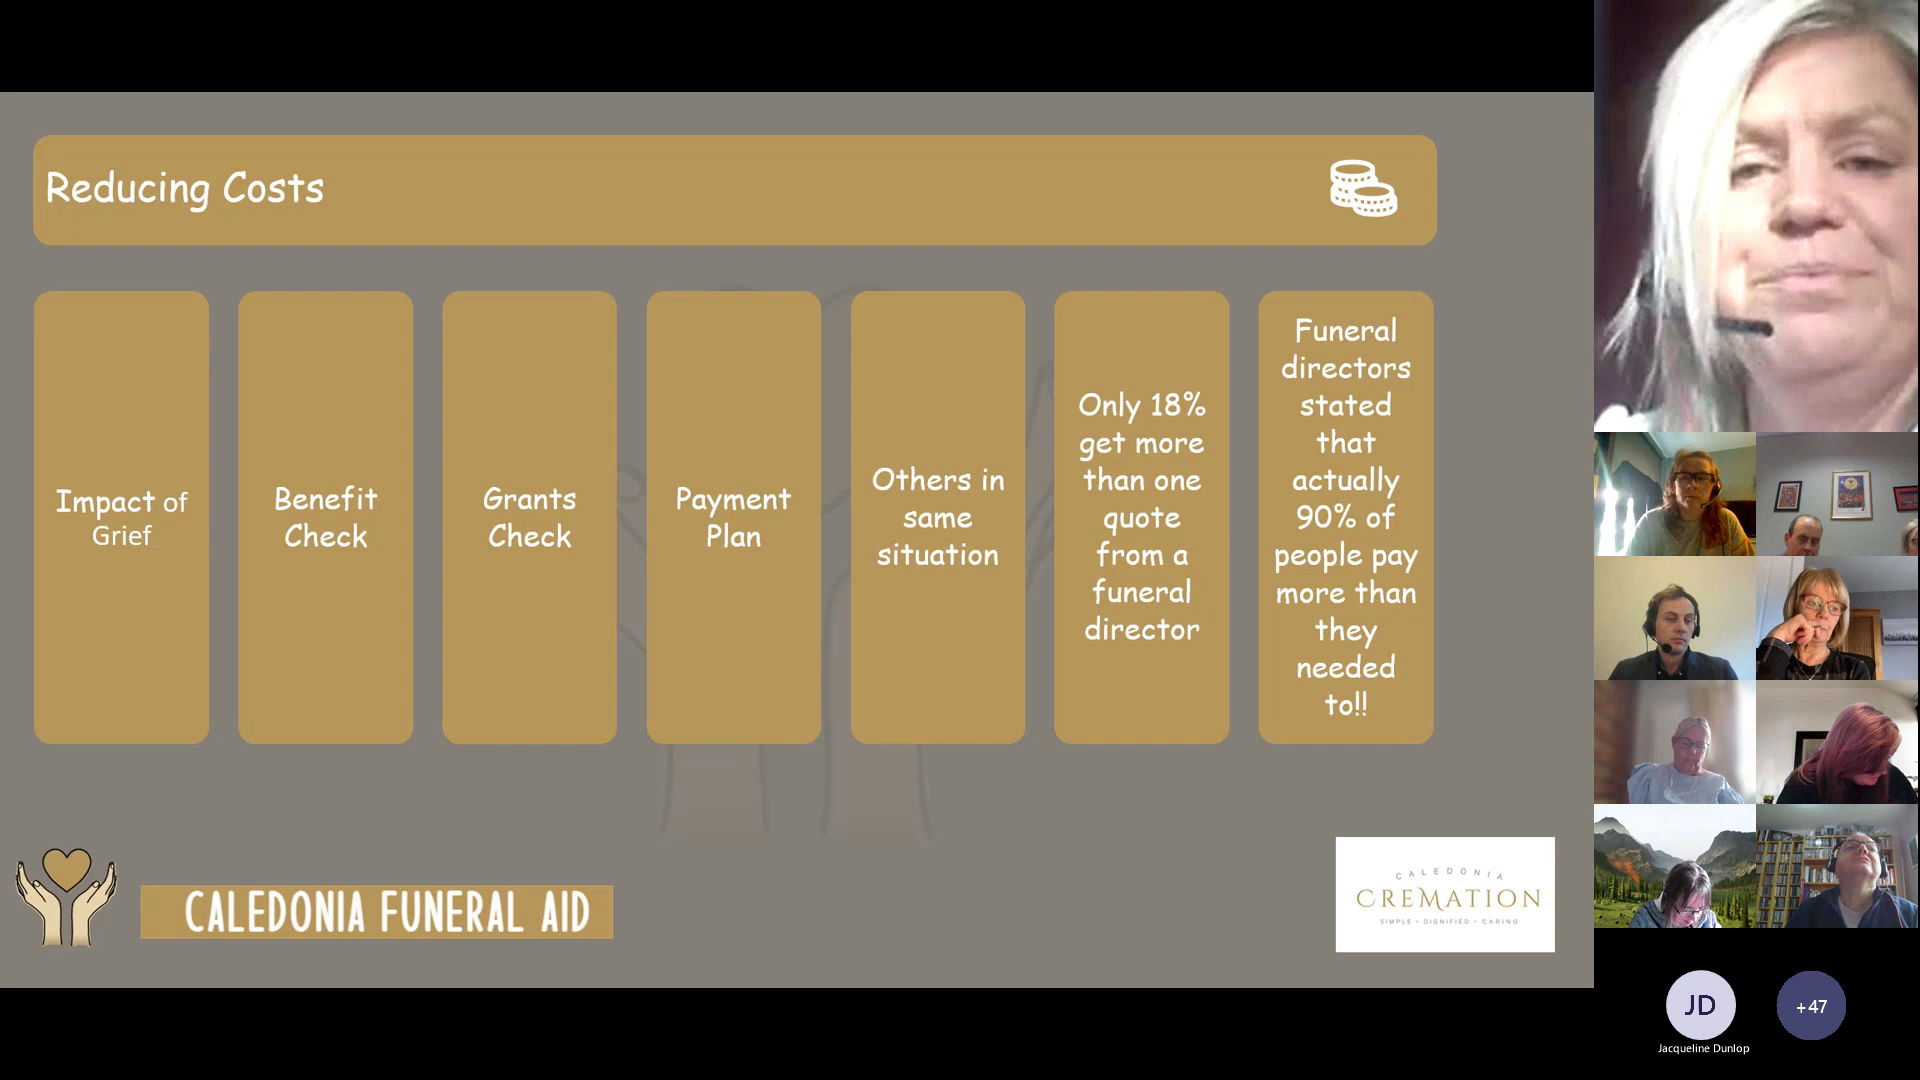 Reducing Costs
Impact of
Grief
Benefit
Check
Grants
Check
Payment
Plan
Others in
same
situation
Only 18%
get more
than one
quote
from a
funeral
director
Funeral
directors
stated
that
actually
90% of
people pay
more than
they
needed
to!!
CALEDONIA FUNERAL AID
CALEDONIA
CREMATION
SIMPLE • DIGNIFIED • CARING
JD
+47
Jacqueline Dunlop